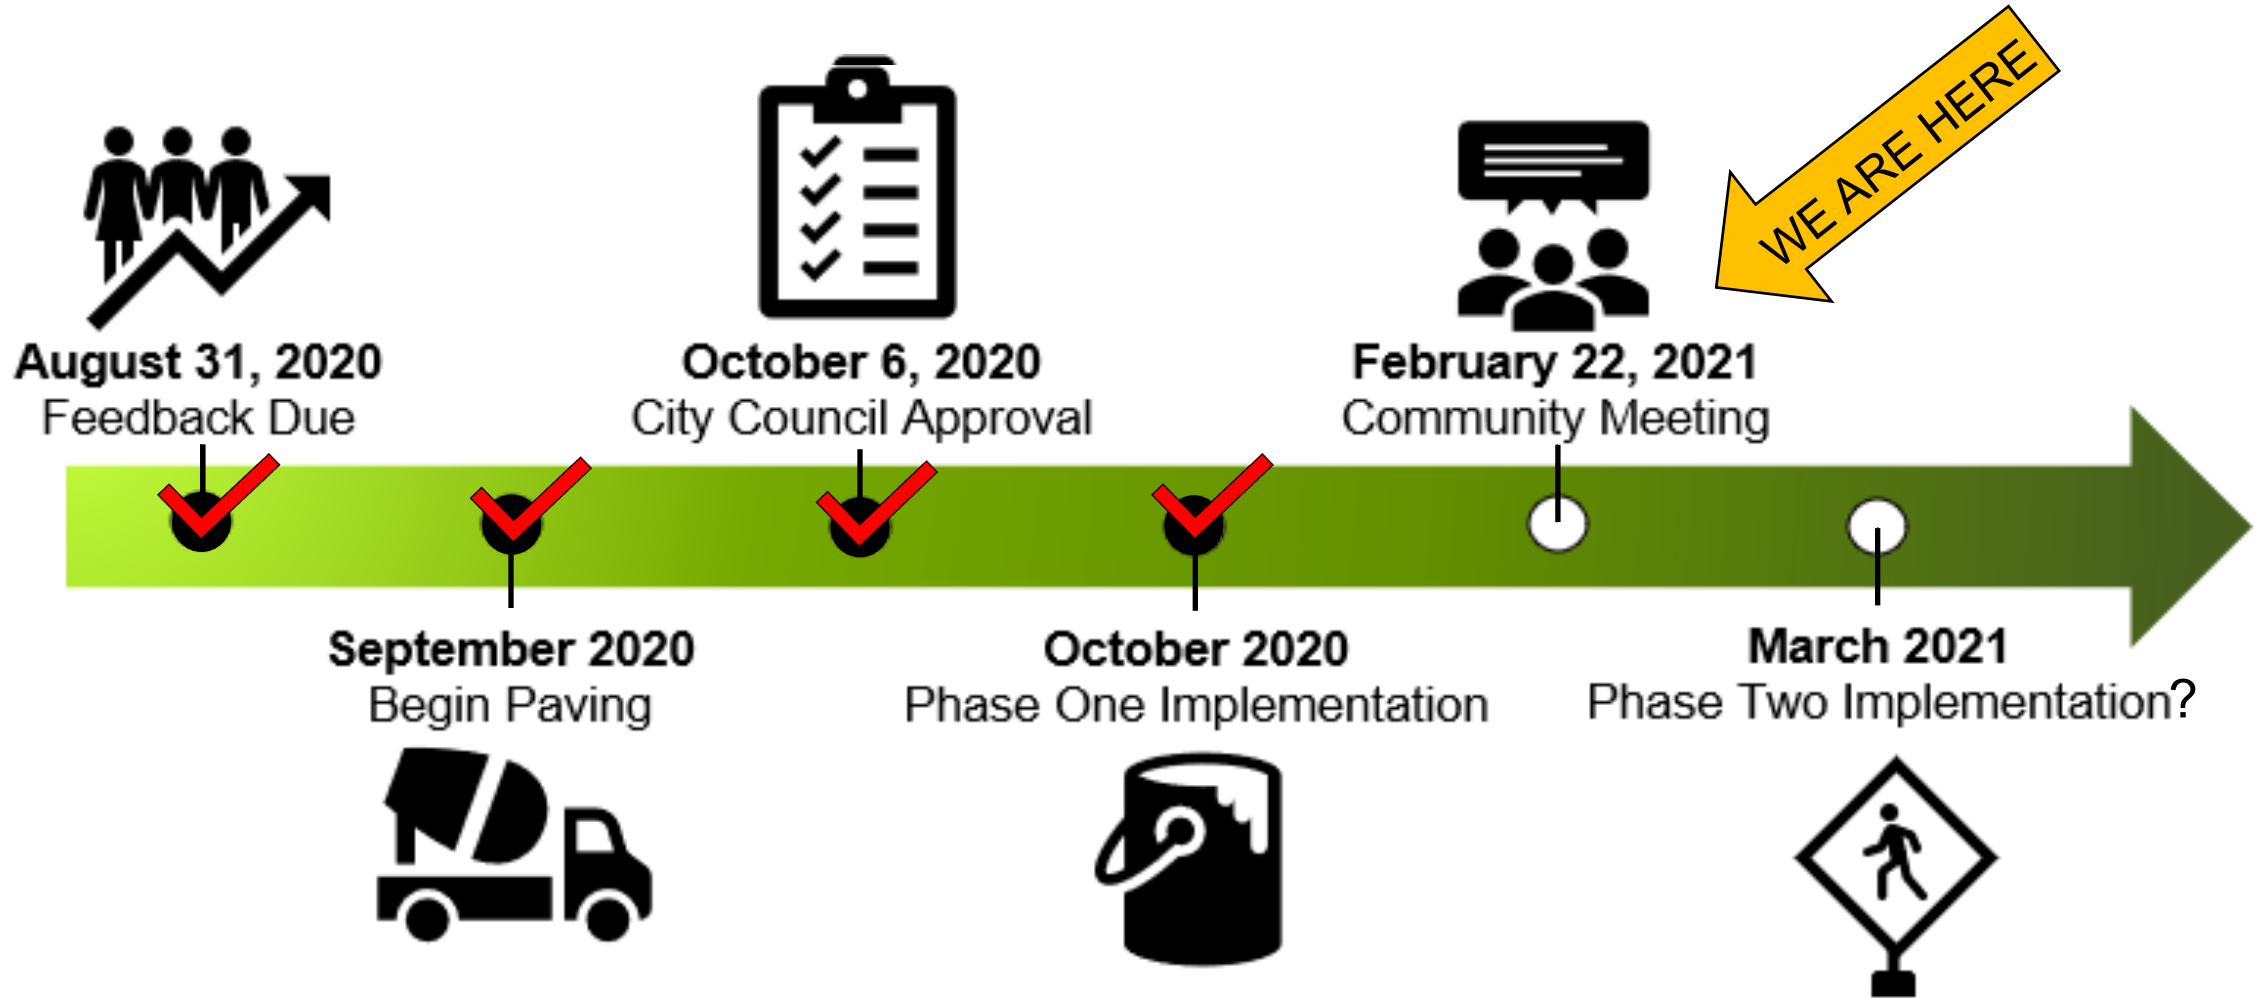 WE ARE HERE
August 31, 2020
Feedback Due
October 6, 2020
City Council Approval
February 22, 2021
Community Meeting
September 2020
Begin Paving
October 2020
Phase One Implementation
March 2021
Phase Two Implementation?